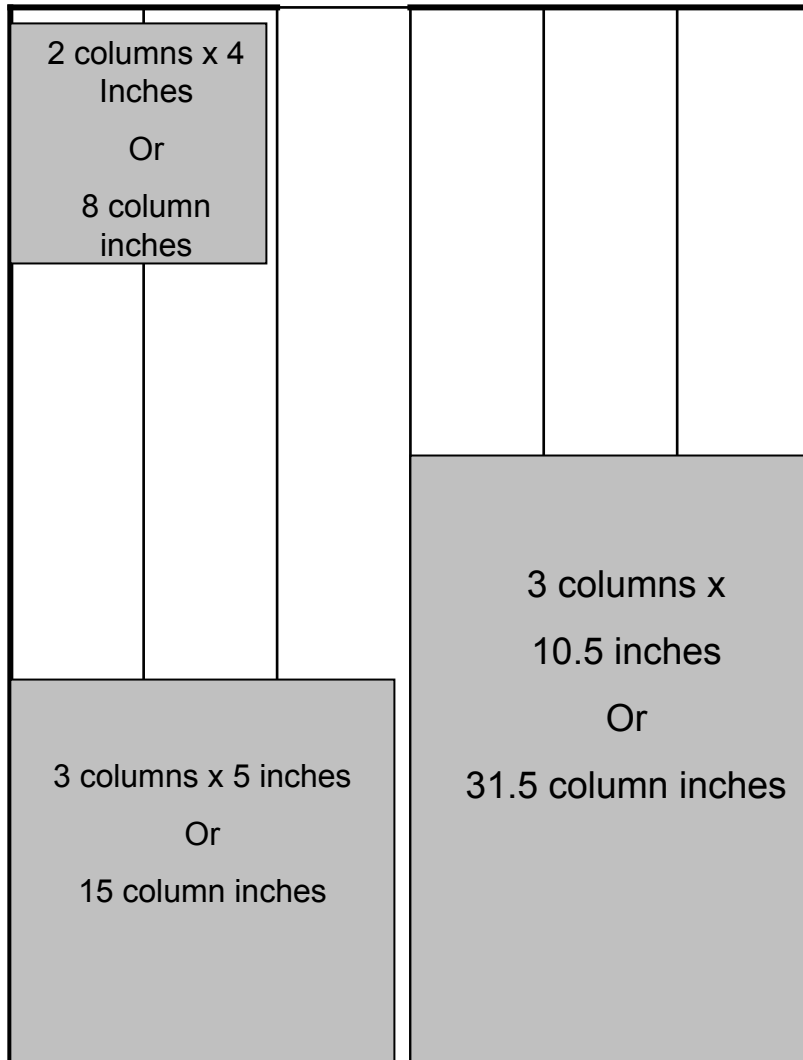 2 columns x 4
Inches
Or
8 column
inches
3 columns x
10.5 inches
Or
31.5 column inches
3 columns x 5 inches
Or
15 column inches